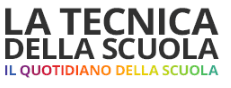 LA TECNICA
DELLA SCUOLA
IL QUOTIDIANO DELLA SCUOLA